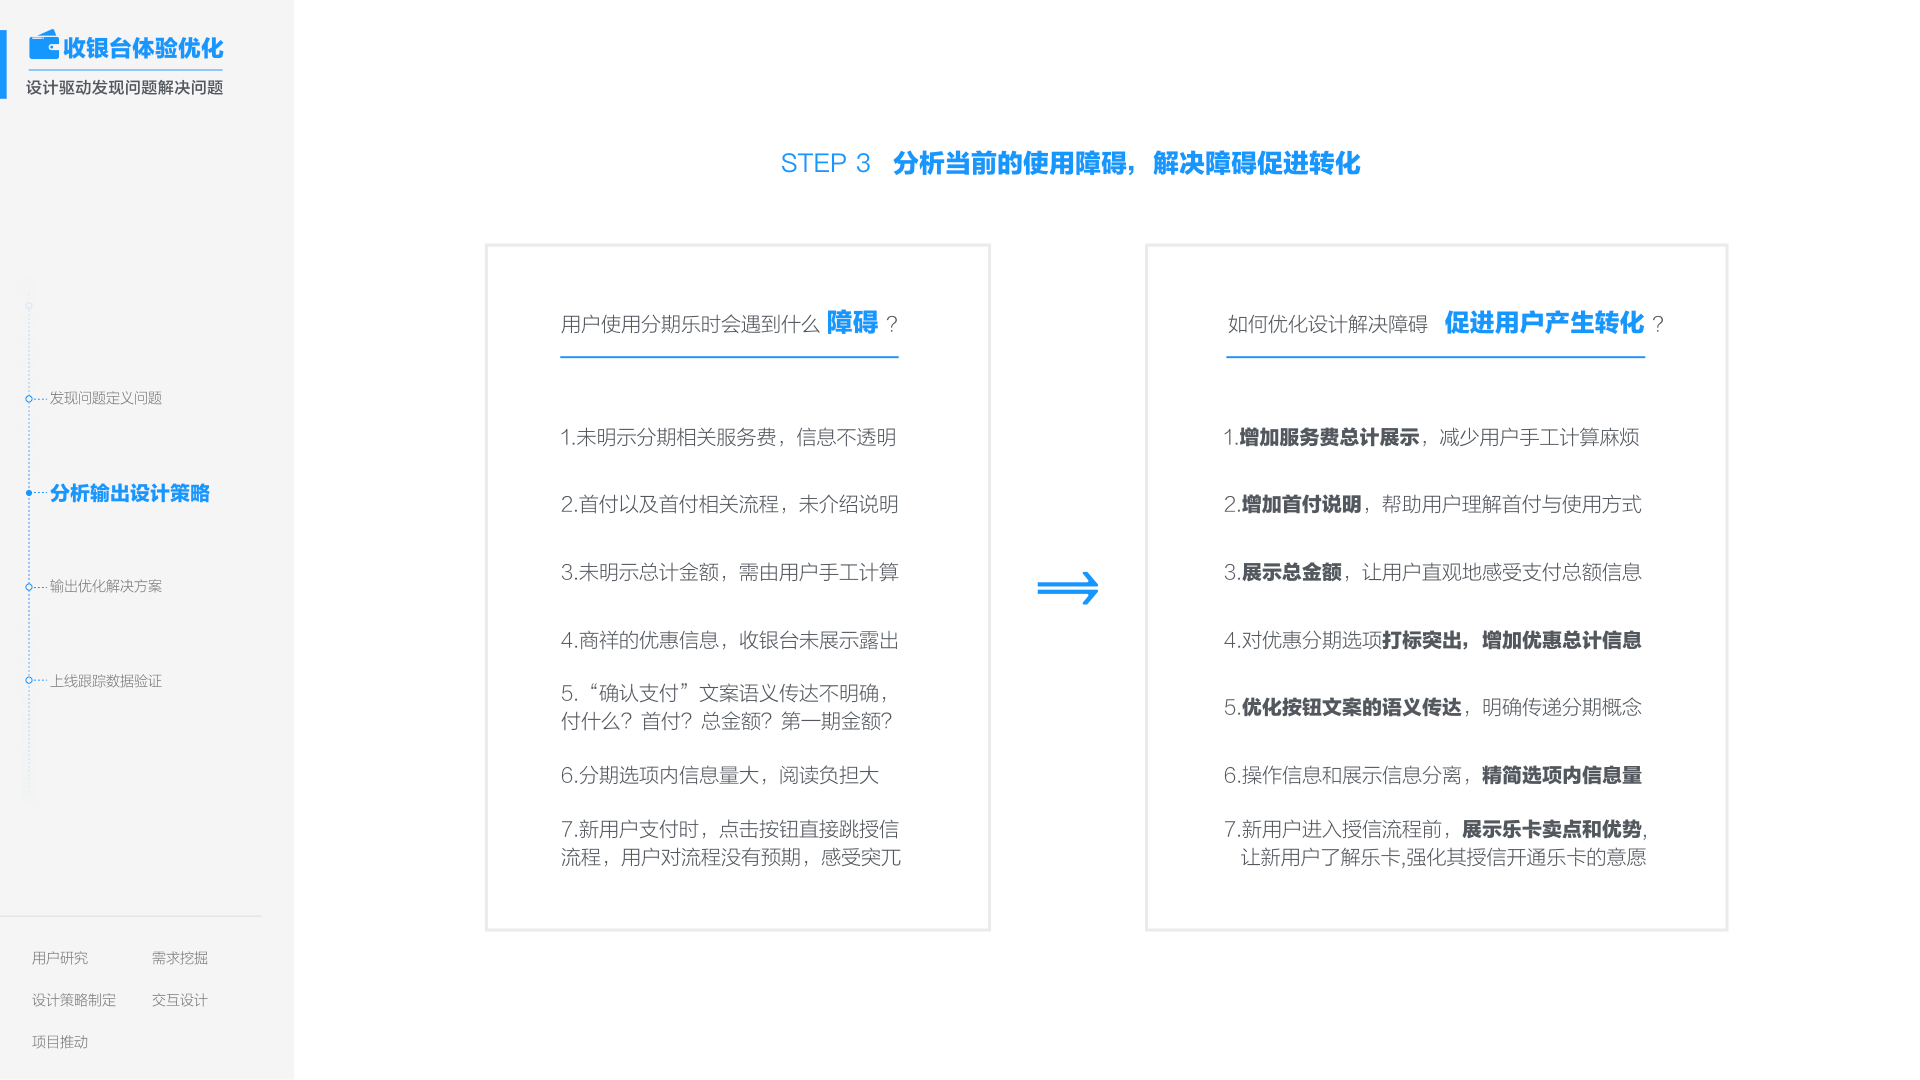 收银台体验优化
设计驱动发现问题解决问题
发现问题定义问题
分析输出设计策略
输出优化解决方案
上线跟踪数据验证
用户研究
需求挖掘
设计策略制定
交互设计
项目推动
STEP 3 分析当前的使用障碍，解决障碍促进转化
用户使用分期乐时会遇到什么 障碍 ?
1.未明示分期相关服务费，信息不透明
2.首付以及首付相关流程，未介绍说明
3.未明示总计金额，需由用户手工计算
4.商祥的优惠信息，收银台未展示露出
5.“确认支付”文案语义传达不明确，
付什么？首付？总金额？第一期金额？
6.分期选项内信息量大，阅读负担大
7.新用户支付时，点击按钮直接跳授信
流程，用户对流程没有预期，感受突兀
如何优化设计解决障碍 促进用户产生转化 ?
1.增加服务费总计展示，减少用户手工计算麻烦
2.增加首付说明，帮助用户理解首付与使用方式
3.展示总金额，让用户直观地感受支付总额信息
4.对优惠分期选项打标突出，增加优惠总计信息
5.优化按钮文案的语义传达，明确传递分期概念
6.操作信息和展示信息分离，精简选项内信息量
7.新用户进入授信流程前，展示乐卡卖点和优势,
让新用户了解乐卡,强化其授信开通乐卡的意愿